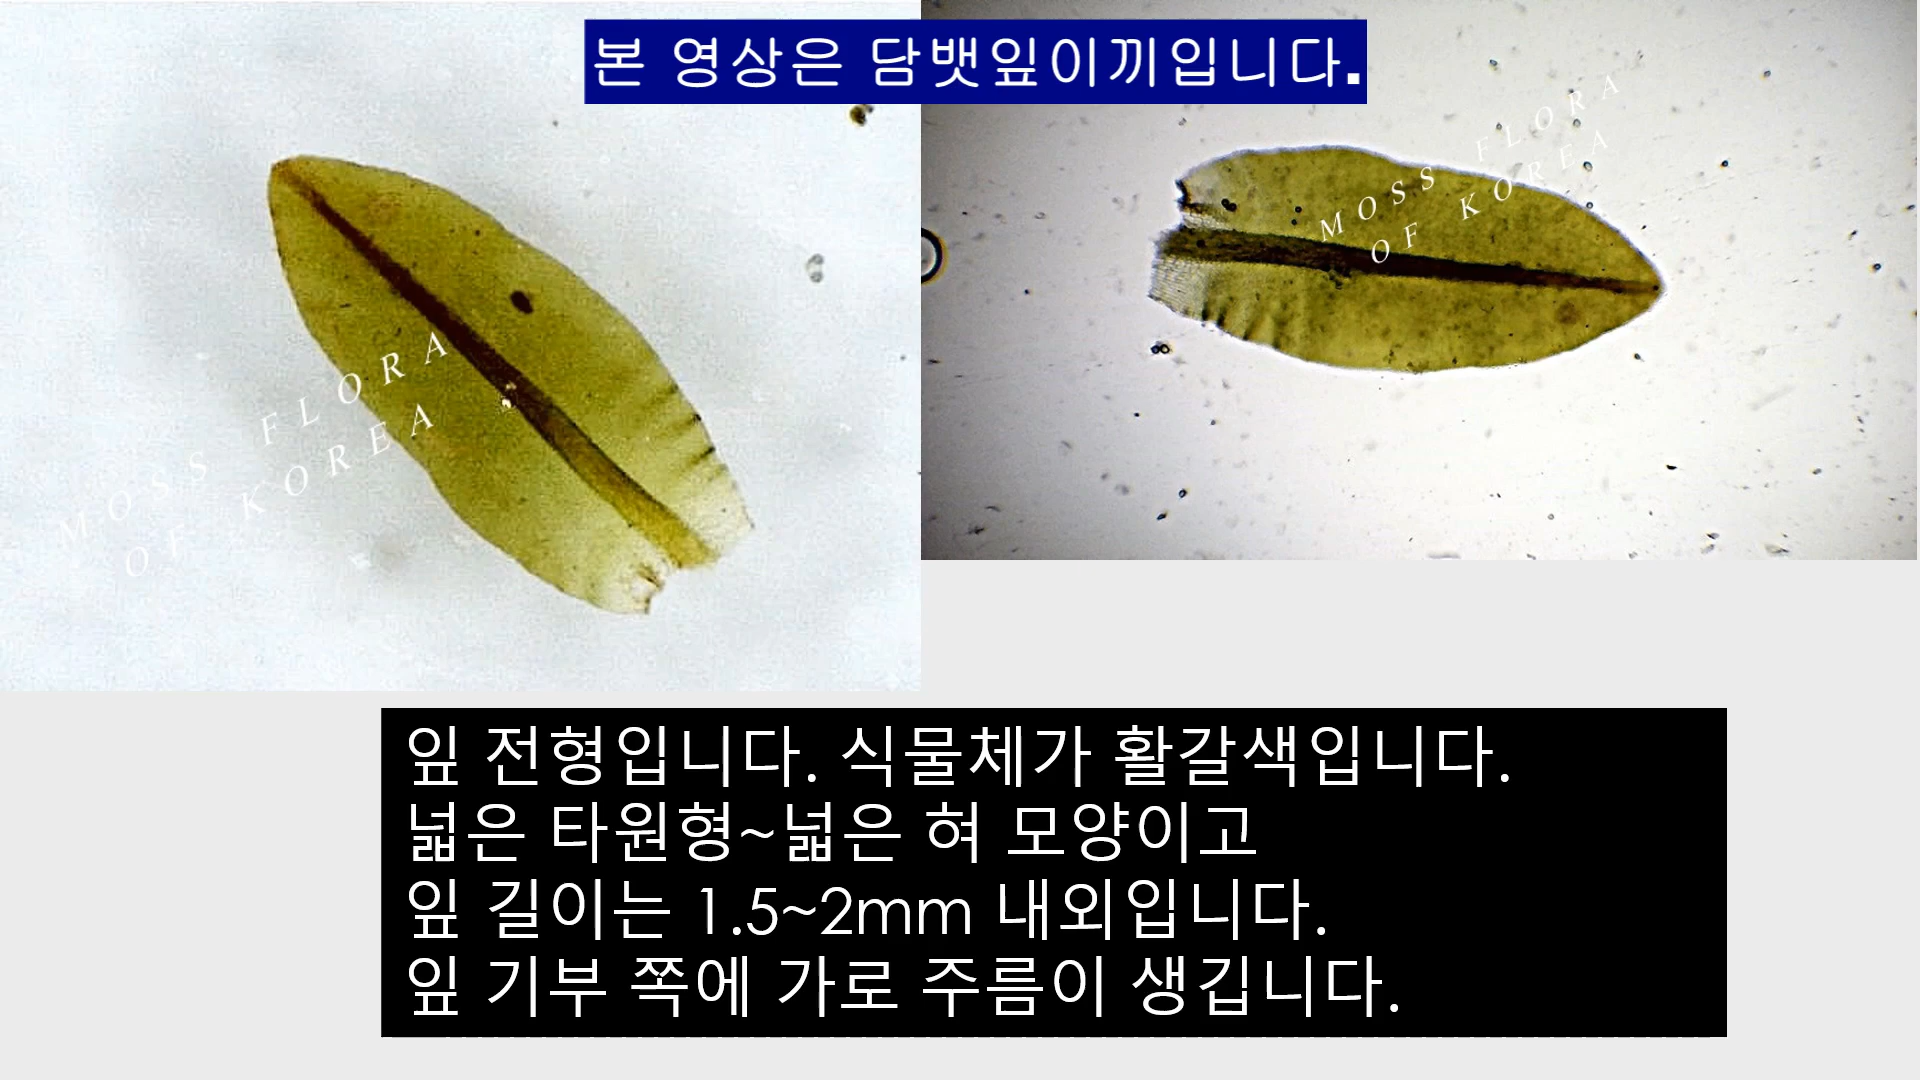 본 영상은 담뱃잎이끼입니다.
MOSS FLORA
OF KOREA
MOSS FLORA
OF KOREA
잎 전형입니다. 식물체가 활갈색입니다.
넓은 타원형~넓은 혀 모양이고
잎 길이는 1.5~2mm 내외입니다.
잎 기부 쪽에 가로 주름이 생깁니다.